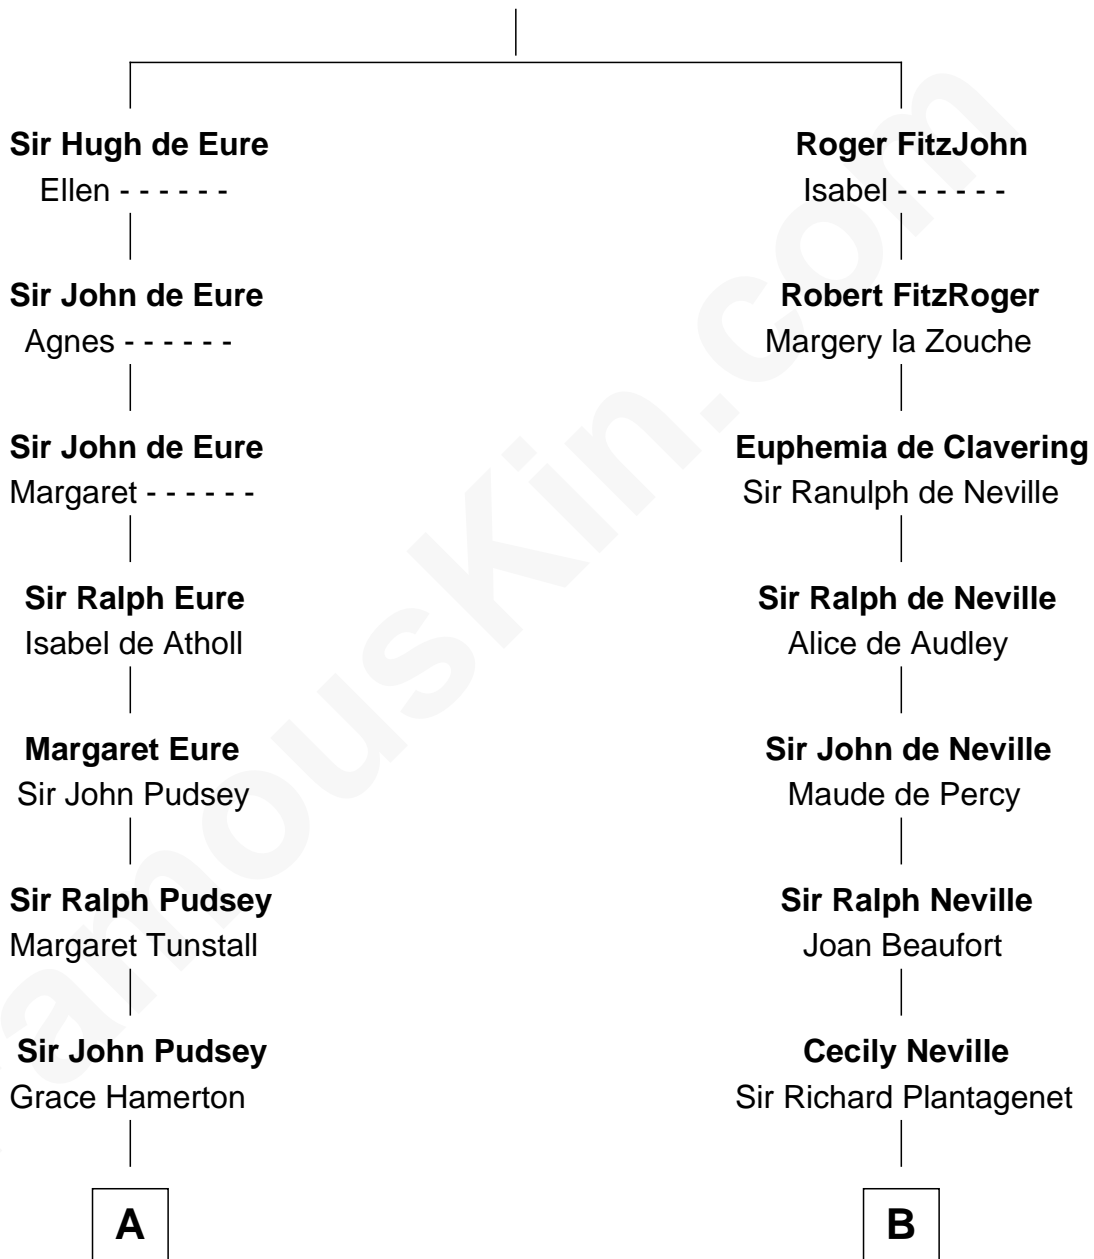 Sir Hugh de Eure
Ellen - - - - - -
Sir John de Eure
Agnes - - - - - -
Sir John de Eure
Margaret - - - - - -
Sir Ralph Eure
Isabel de Atholl
Margaret Eure
Sir John Pudsey
Sir Ralph Pudsey
Margaret Tunstall
Sir John Pudsey
Grace Hamerton
A
Roger FitzJohn
Isabel - - - - - -
Robert FitzRoger
Margery la Zouche
Euphemia de Clavering
Sir Ranulph de Neville
Sir Ralph de Neville
Alice de Audley
Sir John de Neville
Maude de Percy
Sir Ralph Neville
Joan Beaufort
Cecily Neville
Sir Richard Plantagenet
B
amousKin.com